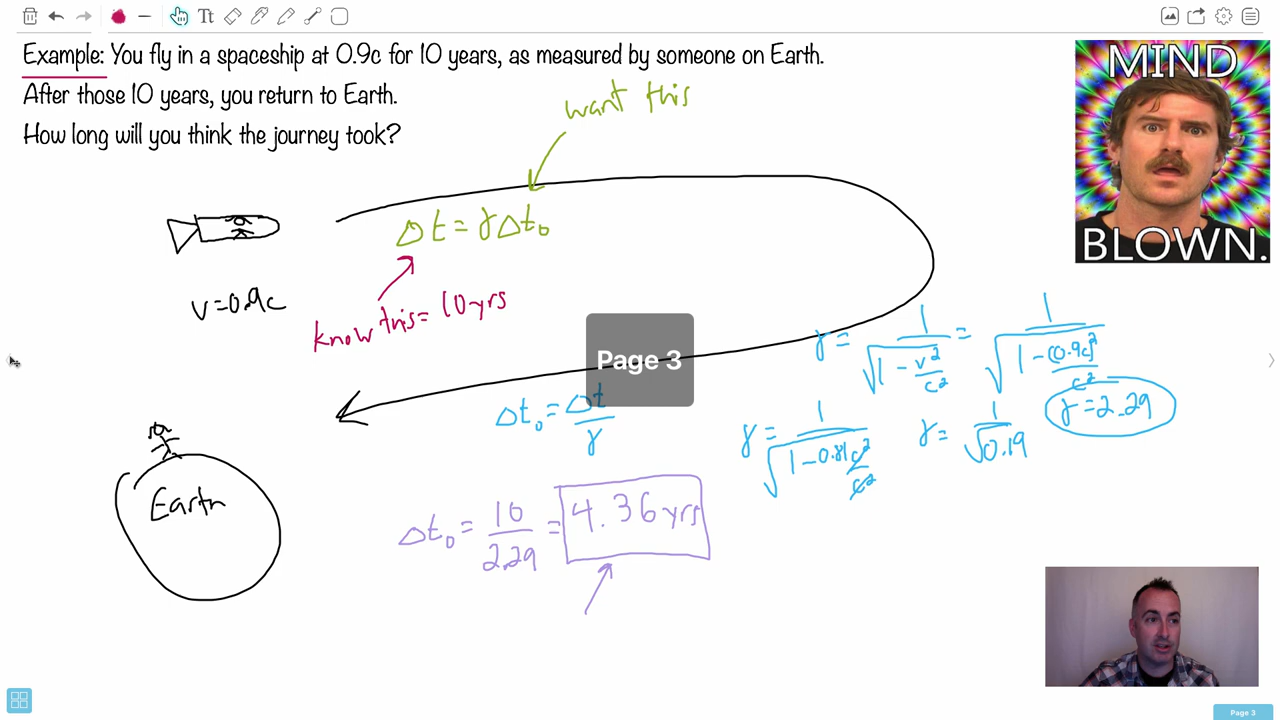 Example: You fly in a spaceship at 0.9c for 10 years, as measured by someone on Earth.
After those 10 years, you return to Earth.
How long will you think the journey took?
MIND
BLOWN.
want this
Δt = γΔt₀
v=0.9c
know this = 10yrs
Page 3
γ = 1/√(1 - v²/c²) = 1/√(1 - (0.9c)²/c²)
Δt₀ = Δt/γ
γ = 1/√(1 - 0.81c²/c²)
γ = 1/√0.19
γ = 2.29
Earth
Δt₀ = 10/2.29 = 4.36yrs
Tt
Page 3